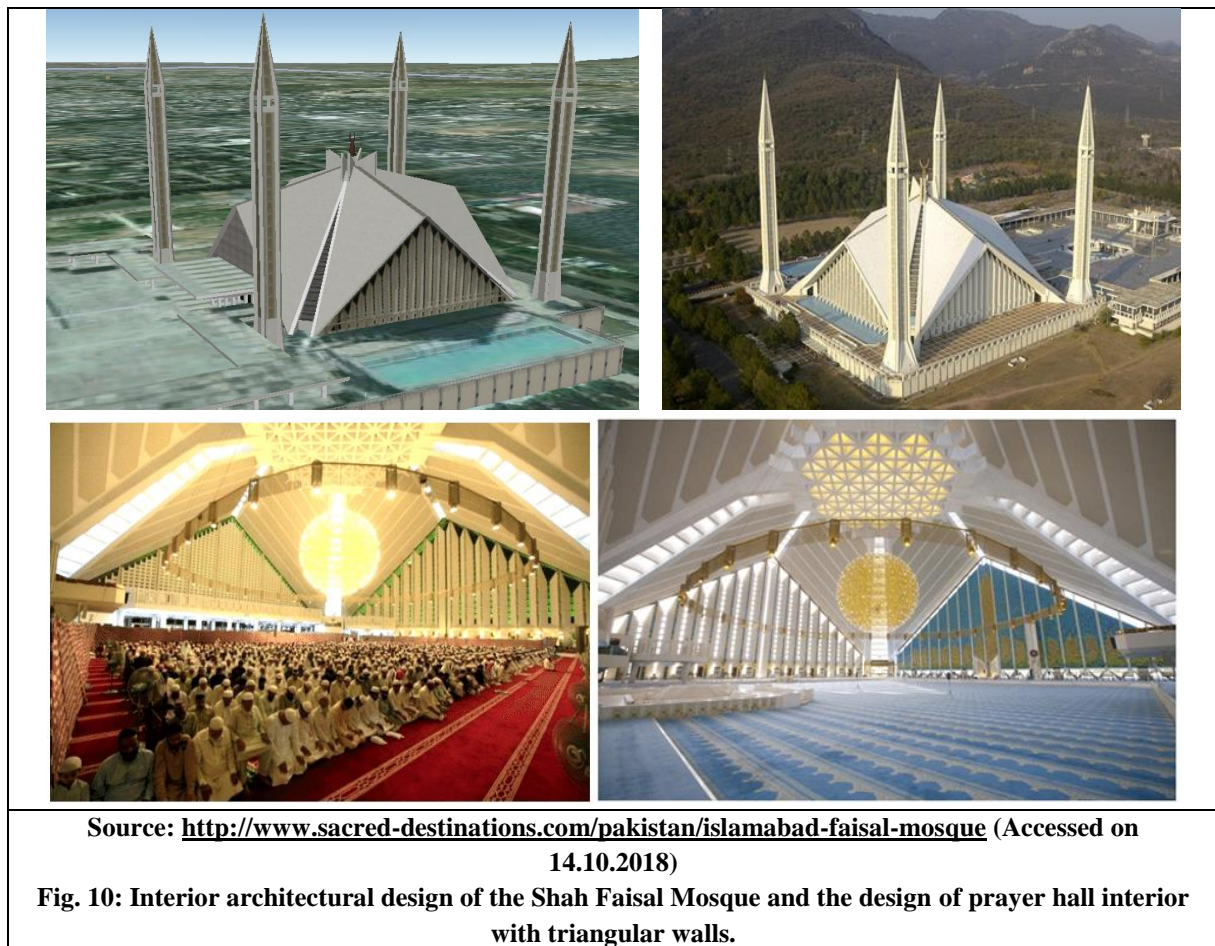 Source: http://www.sacred-destinations.com/pakistan/islamabad-faisal-mosque (Accessed on
14.10.2018)
Fig. 10: Interior architectural design of the Shah Faisal Mosque and the design of prayer hall interior
with triangular walls.